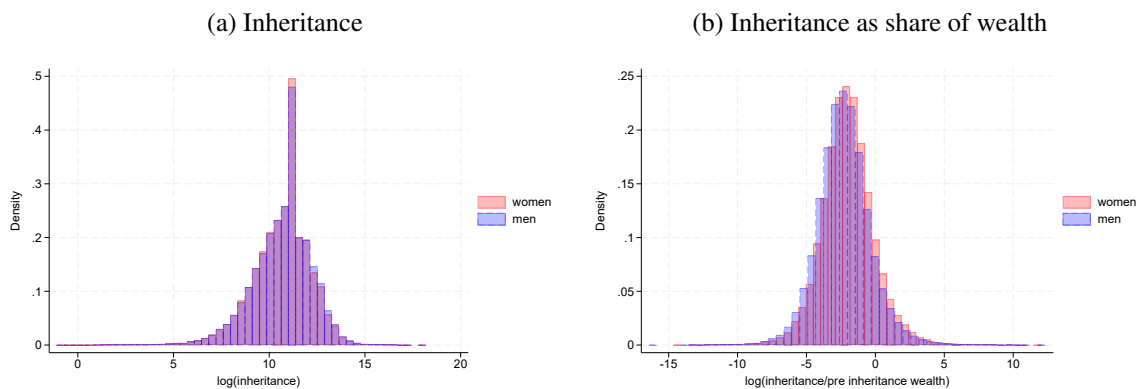 (a) Inheritance
(b) Inheritance as share of wealth
.5
.4
.3
.2
.1
0
Density
0
5
10
15
20
log(inheritance)
women
men
.25
.2
.15
.1
.05
0
Density
-15
-10
-5
0
5
10
log(inheritance/pre inheritance wealth)
women
men